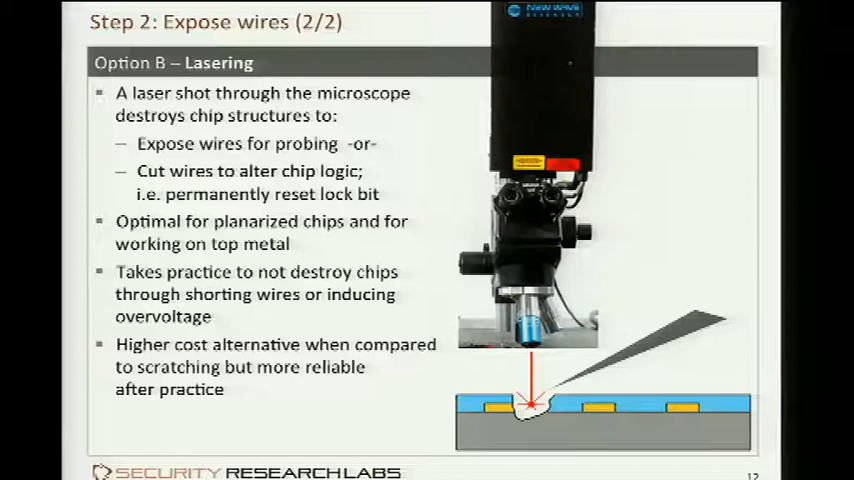 Step 2: Expose wires (2/2)
Option B – Lasering
NEW WAVE
RESEARCH
A laser shot through the microscope
destroys chip structures to:
– Expose wires for probing -or-
– Cut wires to alter chip logic;
i.e. permanently reset lock bit
Optimal for planarized chips and for
working on top metal
Takes practice to not destroy chips
through shorting wires or inducing
overvoltage
Higher cost alternative when compared
to scratching but more reliable
after practice
SECURITY RESEARCH LABS
12